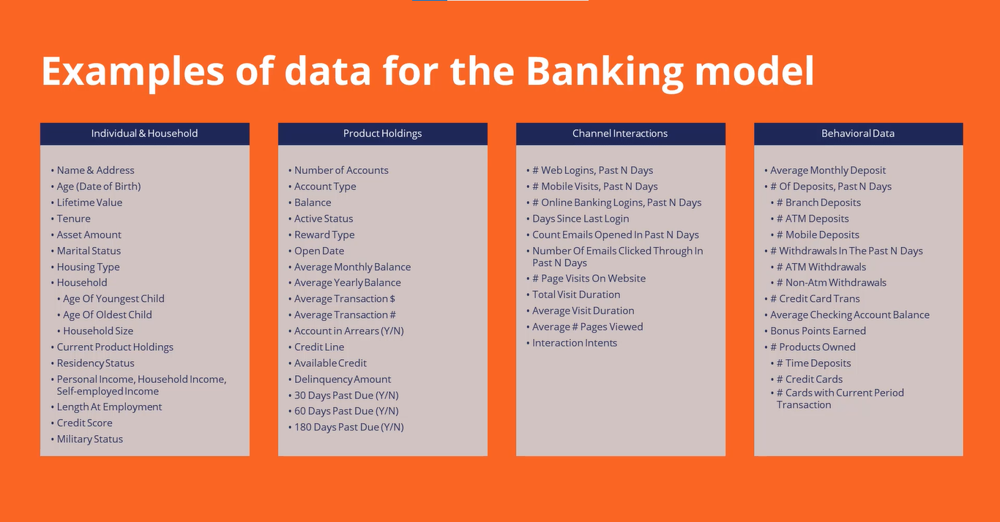 Examples of data for the Banking model
Individual & Household
• Name & Address
• Age (Date of Birth)
• Lifetime Value
• Tenure
• Asset Amount
• Marital Status
• Housing Type
• Household
• Age Of Youngest Child
• Age Of Oldest Child
• Household Size
• Current Product Holdings
• Residency Status
• Personal Income, Household Income,
Self-employed Income
• Length At Employment
• Credit Score
• Military Status
Product Holdings
• Number of Accounts
• Account Type
• Balance
• Active Status
• Reward Type
• Open Date
• Average Monthly Balance
• Average Yearly Balance
• Average Transaction $
• Average Transaction #
• Account in Arrears (Y/N)
• Credit Line
• Available Credit
• Delinquency Amount
• 30 Days Past Due (Y/N)
• 60 Days Past Due (Y/N)
• 180 Days Past Due (Y/N)
Channel Interactions
• # Web Logins, Past N Days
• # Mobile Visits, Past N Days
• # Online Banking Logins, Past N Days
• Days Since Last Login
• Count Emails Opened In Past N Days
• Number Of Emails Clicked Through In
Past N Days
• # Page Visits On Website
• Total Visit Duration
• Average Visit Duration
• Average # Pages Viewed
• Interaction Intents
Behavioral Data
• Average Monthly Deposit
• # Of Deposits, Past N Days
• # Branch Deposits
• # ATM Deposits
• # Mobile Deposits
• # Withdrawals In The Past N Days
• # ATM Withdrawals
• # Non-Atm Withdrawals
• # Credit Card Trans
• Average Checking Account Balance
• Bonus Points Earned
• # Products Owned
• # Time Deposits
• # Credit Cards
• # Cards with Current Period
Transaction